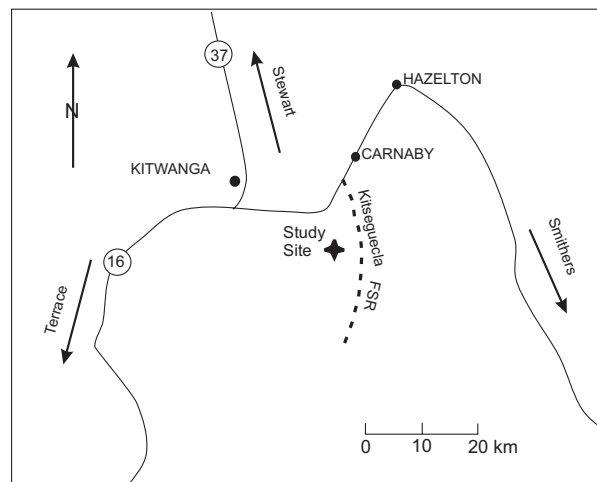 37
N
Stewart
HAZELTON
KITWANGA
CARNABY
Kitseguecla FSR
Study
Site
16
Terrace
Smithers
0 10 20 km